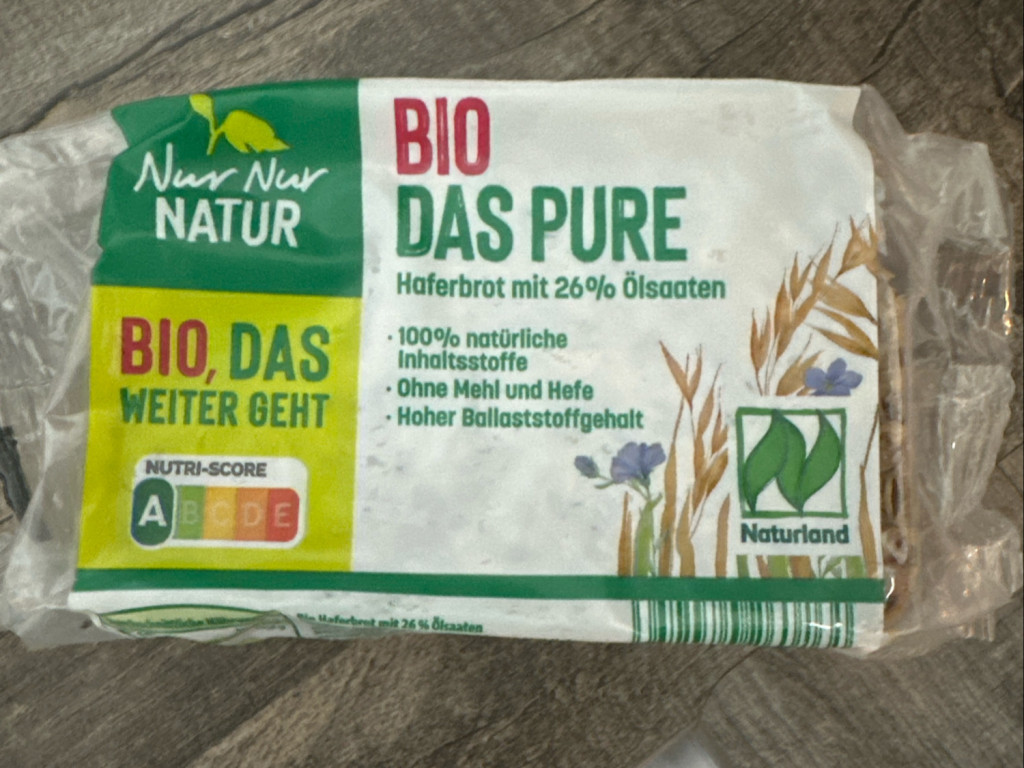 Nur Nur
NATUR
BIO, DAS
WEITER GEHT
NUTRI-SCORE
A B C D E
BIO
DAS PURE
Haferbrot mit 26% Ölsaaten
· 100% natürliche
Inhaltsstoffe
· Ohne Mehl und Hefe
· Hoher Ballaststoffgehalt
Naturland
Bio Haferbrot mit 26 % Ölsaaten